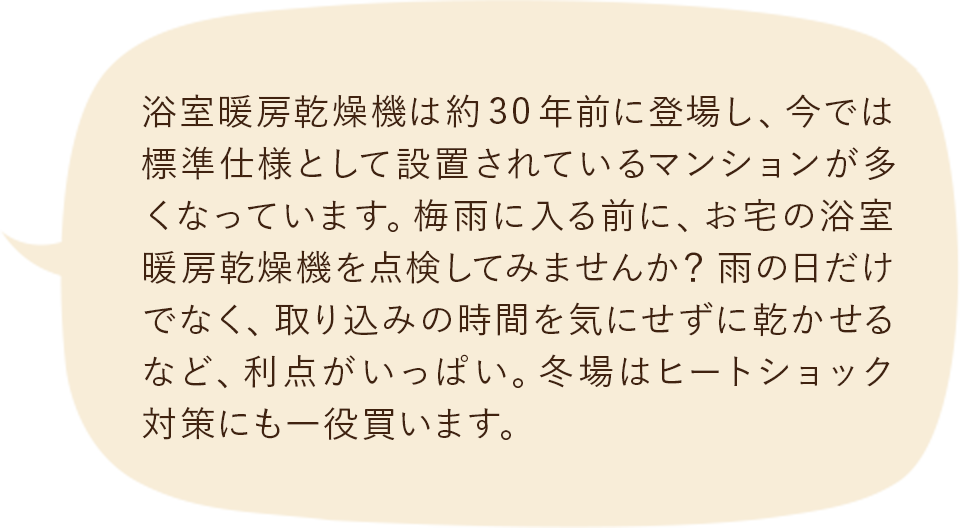 浴室暖房乾燥機は約30年前に登場し、今では
標準仕様として設置されているマンションが多
くなっています。梅雨に入る前に、お宅の浴室
暖房乾燥機を点検してみませんか？雨の日だけ
でなく、取り込みの時間を気にせずに乾かせる
など、利点がいっぱい。冬場はヒートショック
対策にも一役買います。